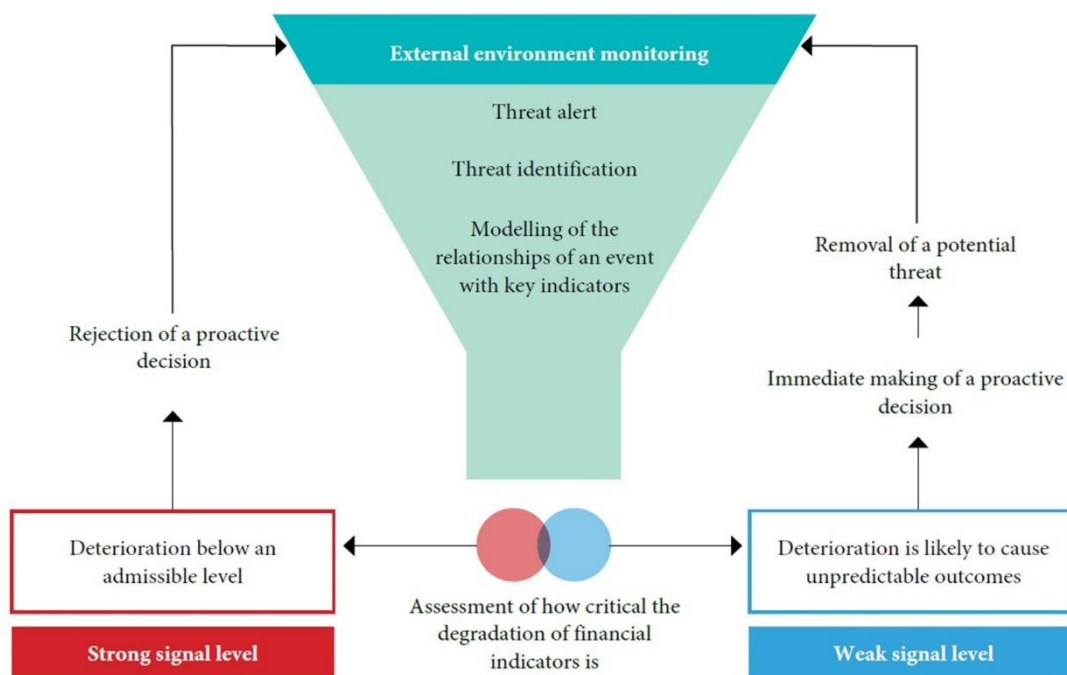 External environment monitoring
Threat alert
Threat identification
Modelling of the
relationships of an event
with key indicators
Removal of a potential
threat
Rejection of a proactive
decision
Immediate making of a proactive
decision
Deterioration below an
admissible level
Deterioration is likely to cause
unpredictable outcomes
Assessment of how critical the
degradation of financial
indicators is
Strong signal level
Weak signal level